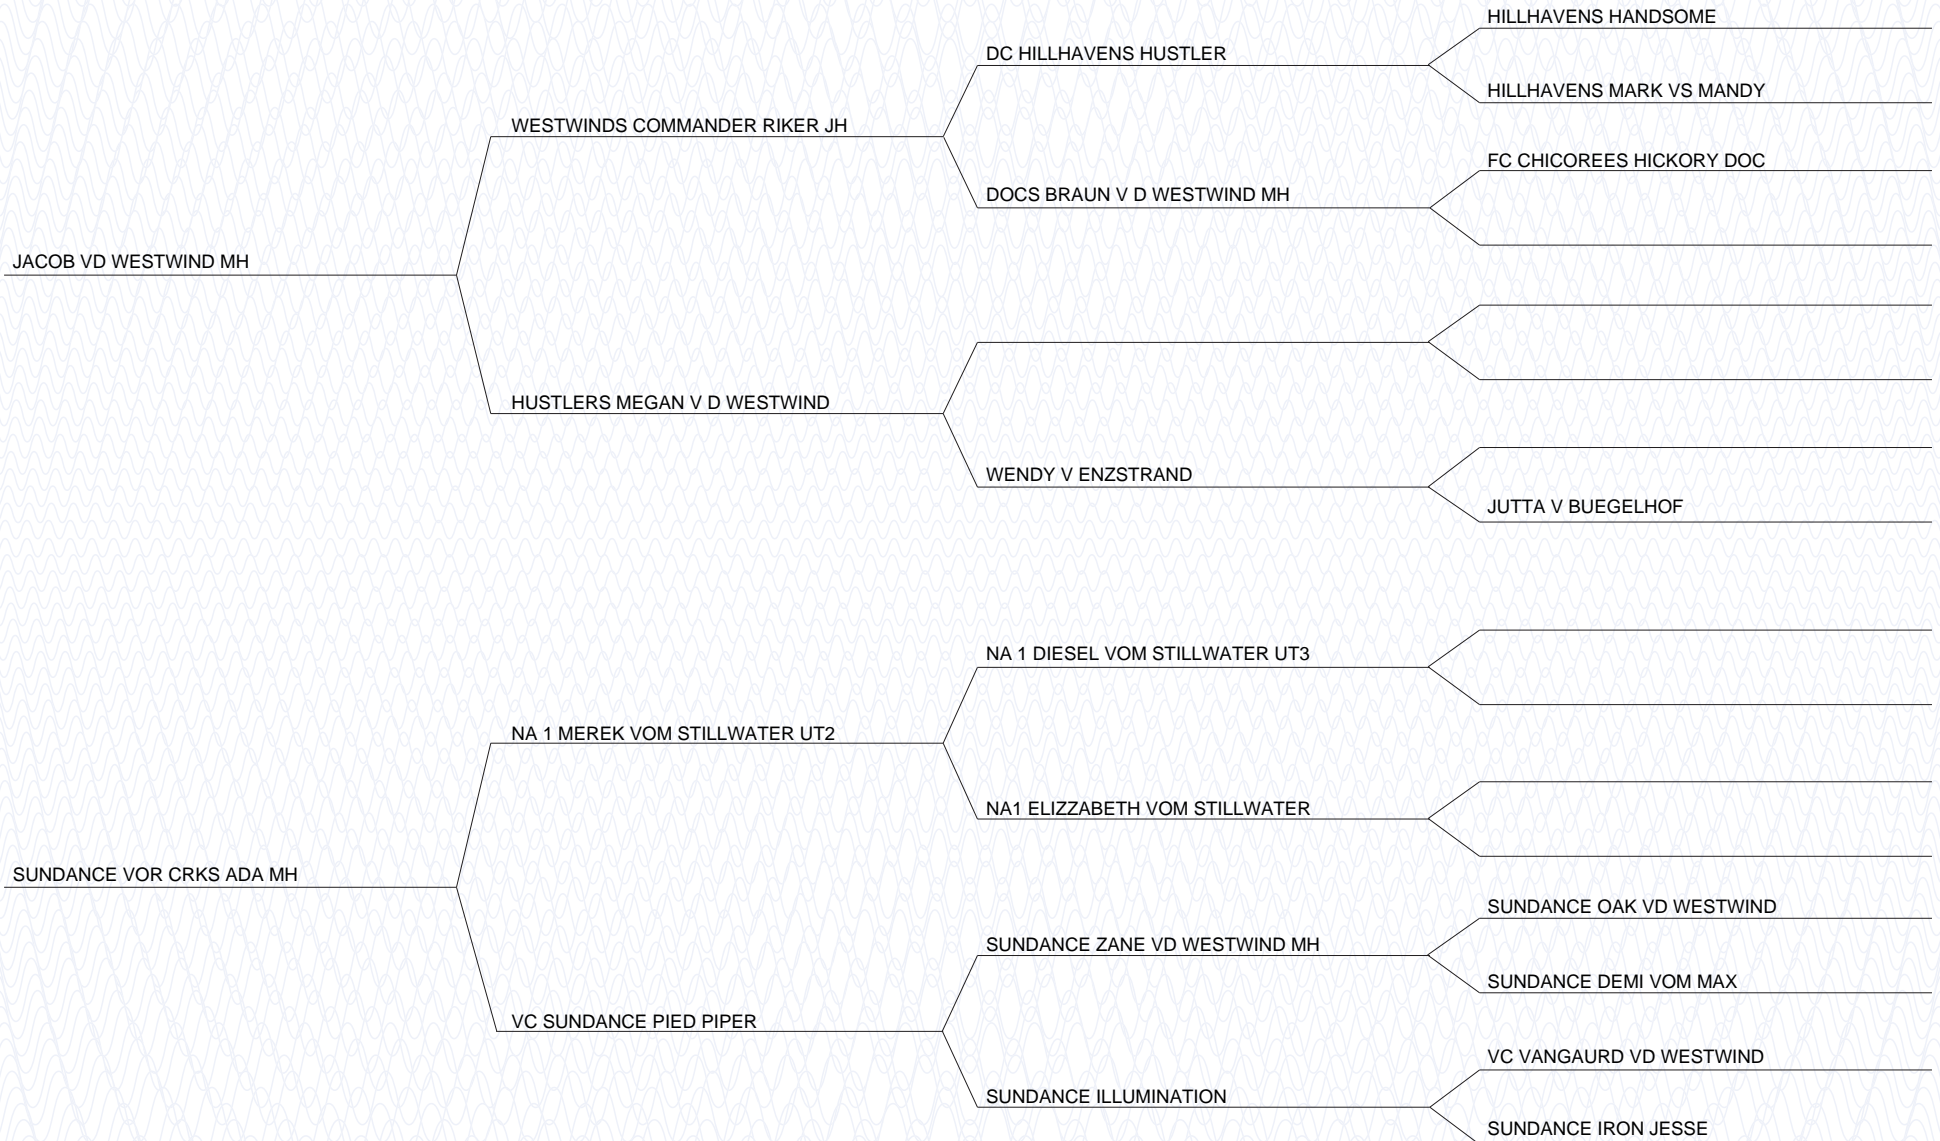 HILLHAVENS HANDSOME
DC HILLHAVENS HUSTLER
HILLHAVENS MARK VS MANDY
WESTWINDS COMMANDER RIKER JH
FC CHICOREES HICKORY DOC
DOCS BRAUN V D WESTWIND MH
JACOB VD WESTWIND MH
HUSTLERS MEGAN V D WESTWIND
WENDY V ENZSTRAND
JUTTA V BUEGELHOF
NA 1 DIESEL VOM STILLWATER UT3
NA 1 MEREK VOM STILLWATER UT2
NA1 ELIZZABETH VOM STILLWATER
SUNDANCE VOR CRKS ADA MH
SUNDANCE OAK VD WESTWIND
SUNDANCE ZANE VD WESTWIND MH
SUNDANCE DEMI VOM MAX
VC SUNDANCE PIED PIPER
VC VANGAURD VD WESTWIND
SUNDANCE ILLUMINATION
SUNDANCE IRON JESSE